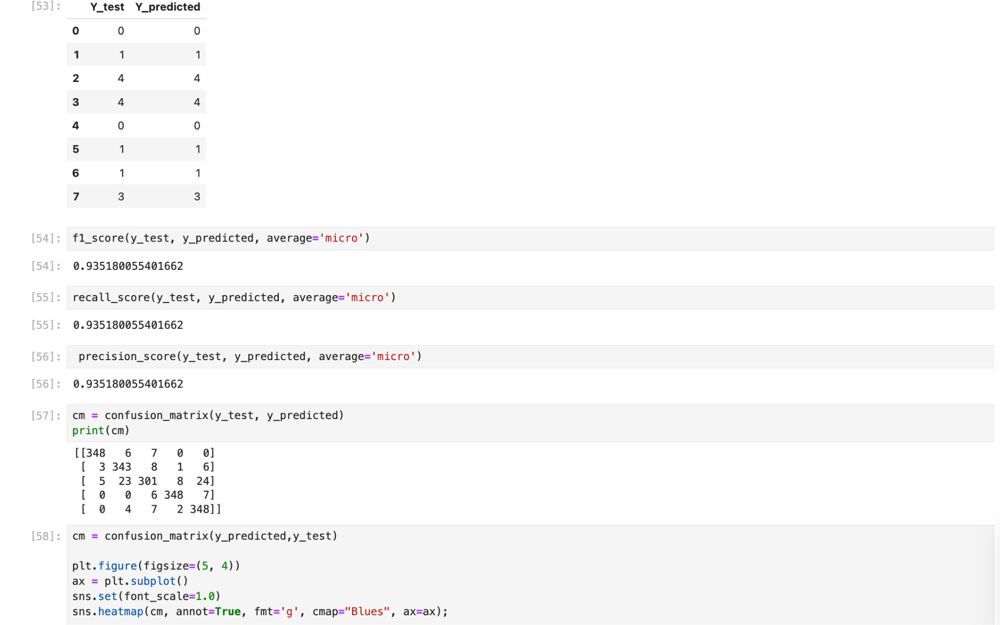 [53]: Y_test Y_predicted
0 0 0
1 1 1
2 4 4
3 4 4
4 0 0
5 1 1
6 1 1
7 3 3
[54]: f1_score(y_test, y_predicted, average='micro')
[54]: 0.935180055401662
[55]: recall_score(y_test, y_predicted, average='micro')
[55]: 0.935180055401662
[56]: precision_score(y_test, y_predicted, average='micro')
[56]: 0.935180055401662
[57]: cm = confusion_matrix(y_test, y_predicted)
print(cm)
[[348   6   7   0   0]
 [  3 343   8   1   6]
 [  5  23 301   8  24]
 [  0   0   6 348   7]
 [  0   4   7   2 348]]
[58]: cm = confusion_matrix(y_predicted,y_test)
plt.figure(figsize=(5, 4))
ax = plt.subplot()
sns.set(font_scale=1.0)
sns.heatmap(cm, annot=True, fmt='g', cmap="Blues", ax=ax);